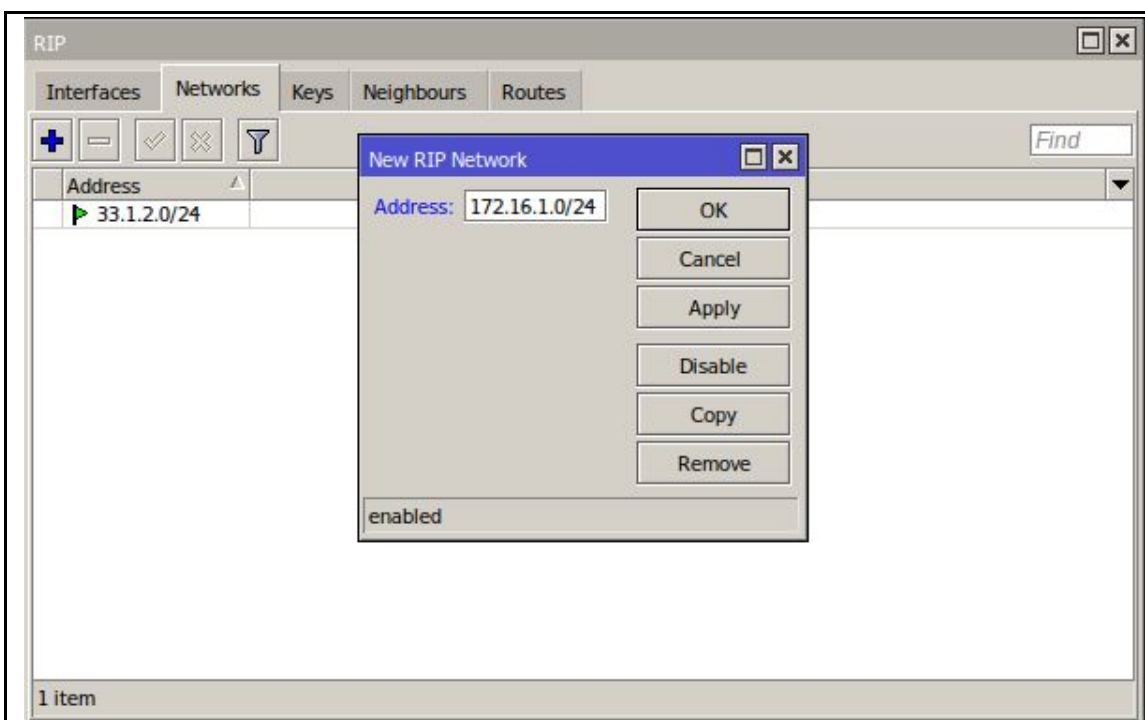 RIP
Interfaces Networks Keys Neighbours Routes
Find
Address
33.1.2.0/24
New RIP Network
Address: 172.16.1.0/24
OK
Cancel
Apply
Disable
Copy
Remove
enabled
1 item